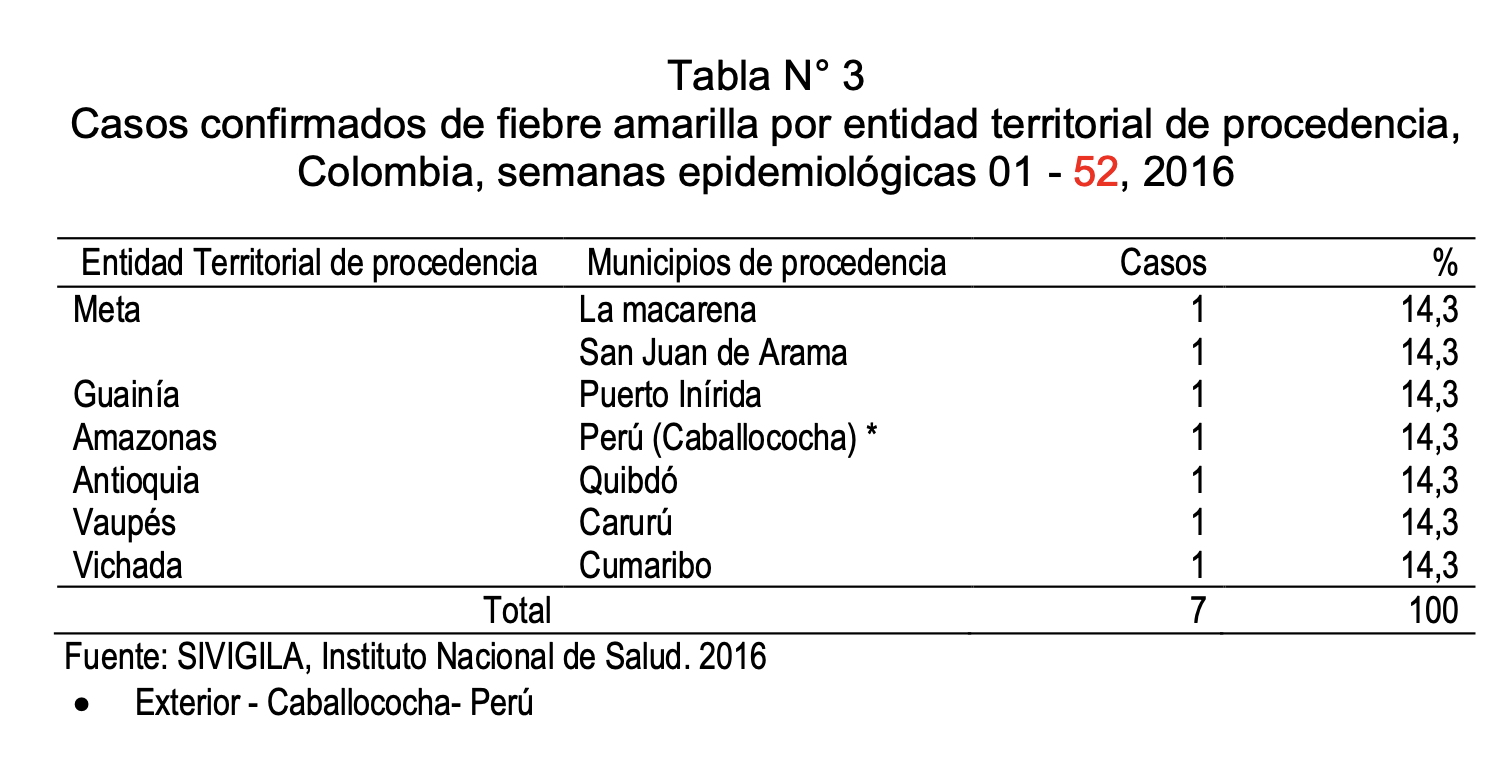 Tabla N° 3
Casos confirmados de fiebre amarilla por entidad territorial de procedencia,
Colombia, semanas epidemiológicas 01 - 52, 2016
Entidad Territorial de procedencia Municipios de procedencia Casos %
Meta La macarena 1 14,3
San Juan de Arama 1 14,3
Guainía Puerto Inírida 1 14,3
Amazonas Perú (Caballococha) * 1 14,3
Antioquia Quibdó 1 14,3
Vaupés Carurú 1 14,3
Vichada Cumaribo 1 14,3
Total 7 100
Fuente: SIVIGILA, Instituto Nacional de Salud. 2016
• Exterior - Caballococha- Perú